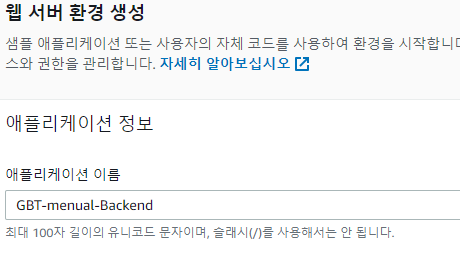 웹 서버 환경 생성
샘플 애플리케이션 또는 사용자의 자체 코드를 사용하여 환경을 시작합니다
스와 권한을 관리합니다. 자세히 알아보십시오
애플리케이션 정보
애플리케이션 이름
GBT-menual-Backend
최대 100자 길이의 유니코드 문자이며, 슬래시(/)를 사용해서는 안 됩니다.